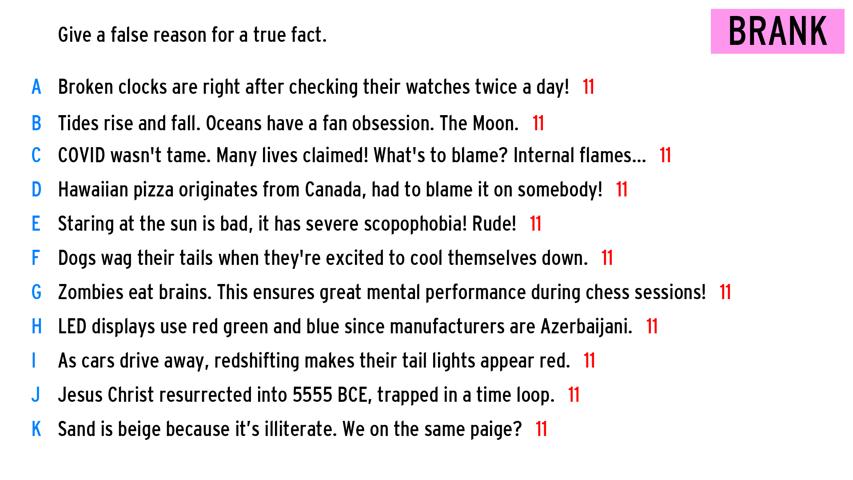 Give a false reason for a true fact.
BRANK
A Broken clocks are right after checking their watches twice a day! 11
B Tides rise and fall. Oceans have a fan obsession. The Moon. 11
C COVID wasn't tame. Many lives claimed! What's to blame? Internal flames... 11
D Hawaiian pizza originates from Canada, had to blame it on somebody! 11
E Staring at the sun is bad, it has severe scopophobia! Rude! 11
F Dogs wag their tails when they're excited to cool themselves down. 11
G Zombies eat brains. This ensures great mental performance during chess sessions! 11
H LED displays use red green and blue since manufacturers are Azerbaijani. 11
I As cars drive away, redshifting makes their tail lights appear red. 11
J Jesus Christ resurrected into 5555 BCE, trapped in a time loop. 11
K Sand is beige because it’s illiterate. We on the same paige? 11